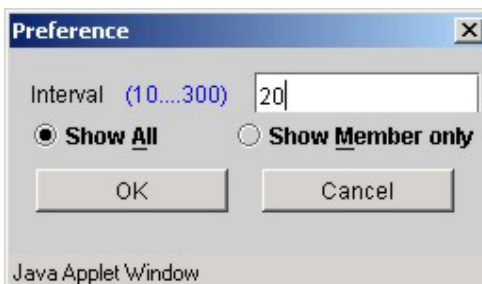 Preference
Interval (10....300) 20
Show All Show Member only
OK Cancel
Java Applet Window